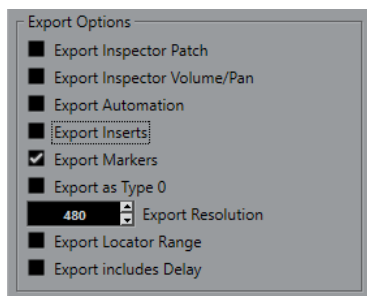 Export Options
Export Inspector Patch
Export Inspector Volume/Pan
Export Automation
Export Inserts
Export Markers
Export as Type 0
480 Export Resolution
Export Locator Range
Export includes Delay